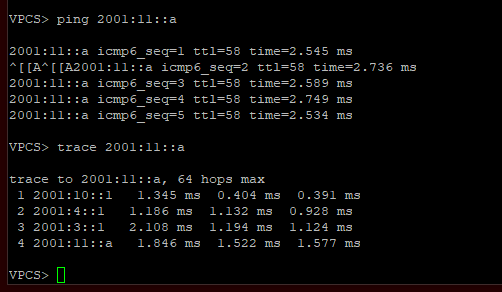 VPCS> ping 2001:11::a
2001:11::a icmp6_seq=1 ttl=58 time=2.545 ms
^[[A^[[A2001:11::a icmp6_seq=2 ttl=58 time=2.736 ms
2001:11::a icmp6_seq=3 ttl=58 time=2.589 ms
2001:11::a icmp6_seq=4 ttl=58 time=2.749 ms
2001:11::a icmp6_seq=5 ttl=58 time=2.534 ms
VPCS> trace 2001:11::a
trace to 2001:11::a, 64 hops max
1 2001:10::1 1.345 ms 0.404 ms 0.391 ms
2 2001:4::1 1.186 ms 1.132 ms 0.928 ms
3 2001:3::1 2.108 ms 1.194 ms 1.124 ms
4 2001:11::a 1.846 ms 1.522 ms 1.577 ms
VPCS>